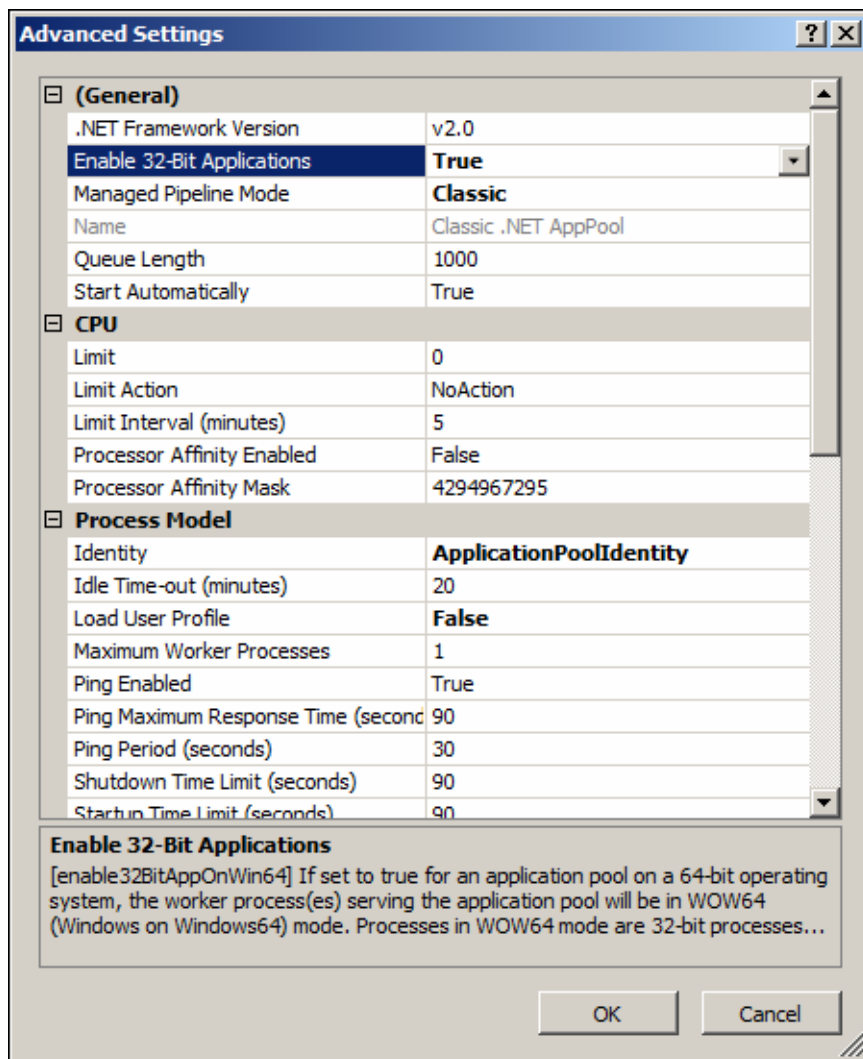 Advanced Settings
(General)
.NET Framework Version v2.0
Enable 32-Bit Applications True
Managed Pipeline Mode Classic
Name Classic .NET AppPool
Queue Length 1000
Start Automatically True
CPU
Limit 0
Limit Action NoAction
Limit Interval (minutes) 5
Processor Affinity Enabled False
Processor Affinity Mask 4294967295
Process Model
Identity ApplicationPoolIdentity
Idle Time-out (minutes) 20
Load User Profile False
Maximum Worker Processes 1
Ping Enabled True
Ping Maximum Response Time (second 90
Ping Period (seconds) 30
Shutdown Time Limit (seconds) 90
Startup Time Limit (seconds) 90
Enable 32-Bit Applications
[enable32BitAppOnWin64] If set to true for an application pool on a 64-bit operating
system, the worker process(es) serving the application pool will be in WOW64
(Windows on Windows64) mode. Processes in WOW64 mode are 32-bit processes...
OK Cancel